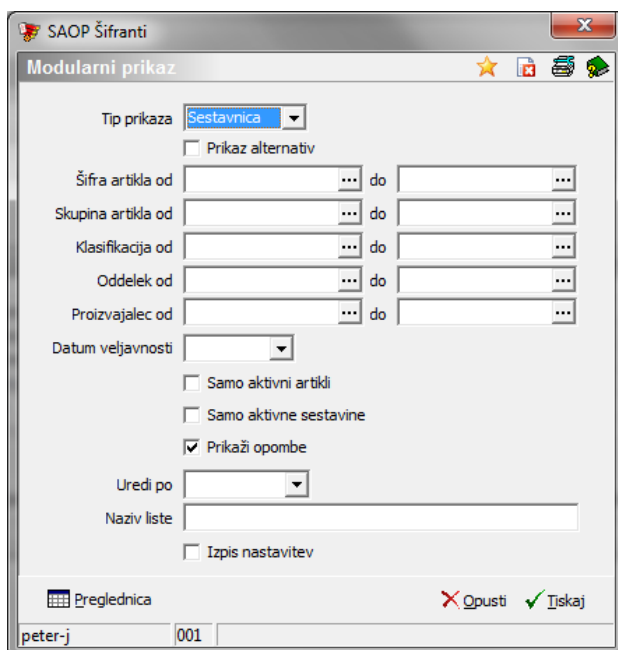 SAOP Šifranti
Modularni prikaz
Tip prikaza Sestavnica
Prikaz alternativ
Šifra artikla od ... do ...
Skupina artikla od ... do ...
Klasifikacija od ... do ...
Oddelek od ... do ...
Proizvajalec od ... do ...
Datum veljavnosti
Samo aktivni artikli
Samo aktivne sestavine
Prikaži opombe
Uredi po
Naziv liste
Izpis nastavitev
Preglednica Opusti Tiskaj
peter-j 001